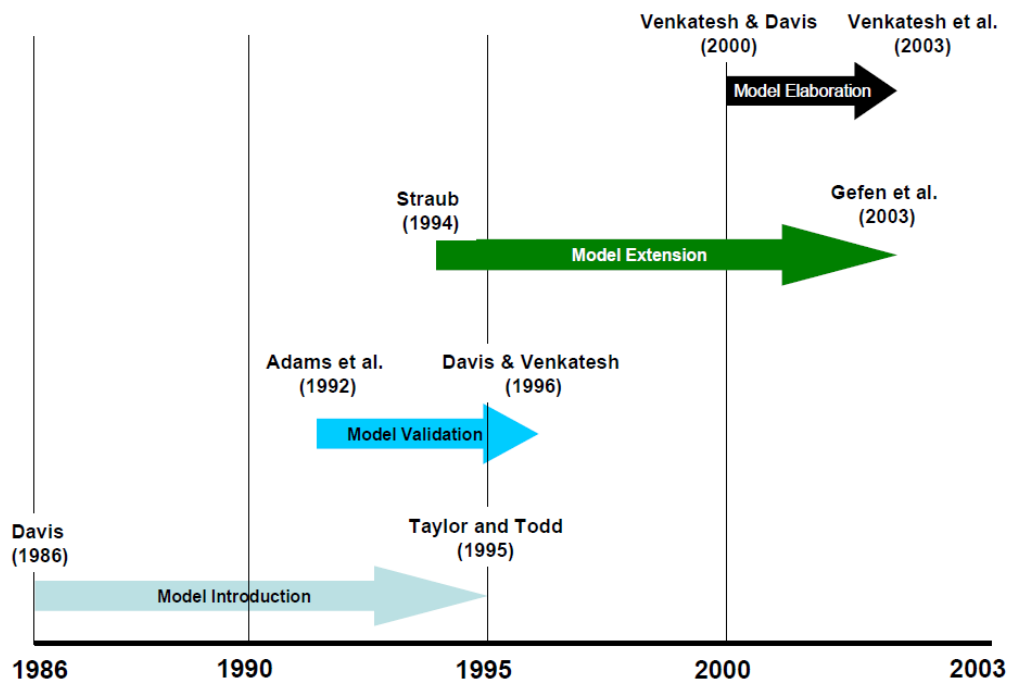 Venkatesh & Davis
(2000)
Venkatesh et al.
(2003)
Model Elaboration
Straub
(1994)
Gefen et al.
(2003)
Model Extension
Adams et al.
(1992)
Davis & Venkatesh
(1996)
Model Validation
Davis
(1986)
Taylor and Todd
(1995)
Model Introduction
1986 1990 1995 2000 2003